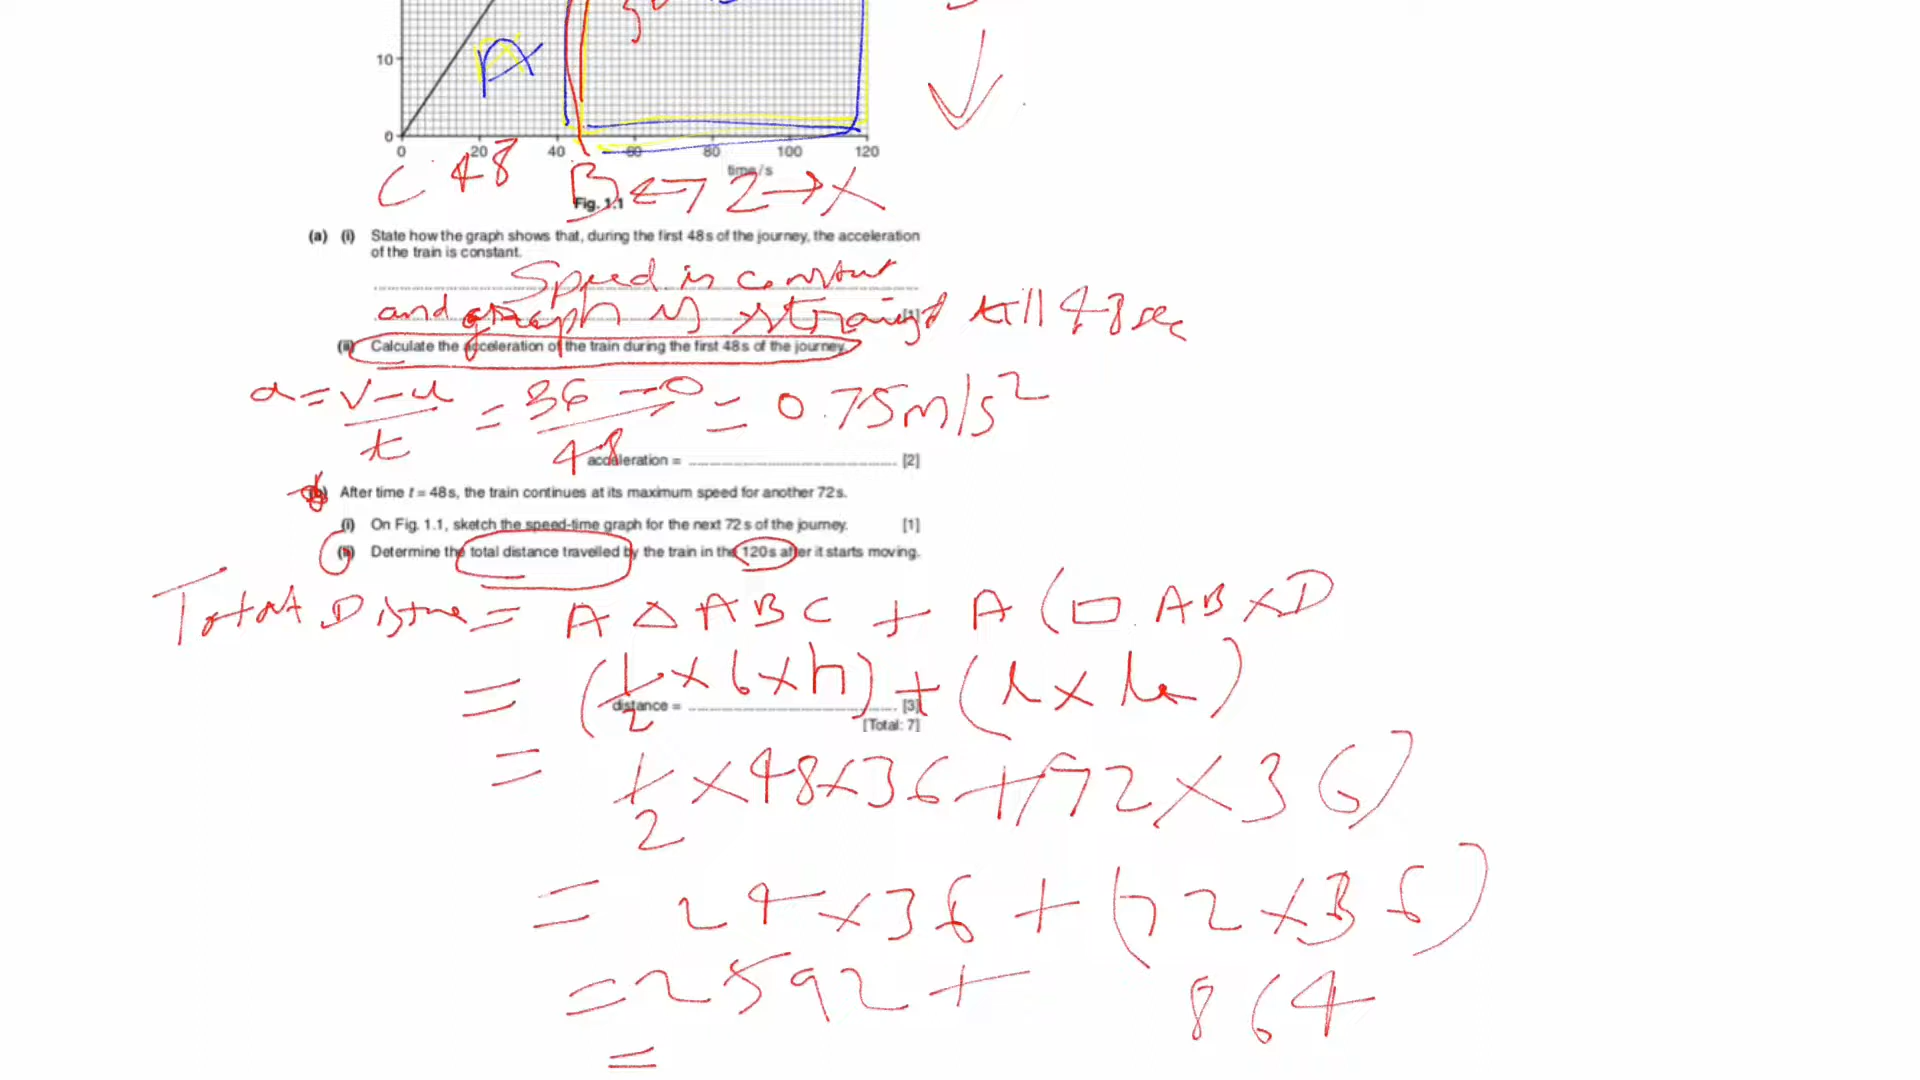 10
0
0 20 40 60 80 100 120
time/s
C 48 B ↔ 72 → X
Fig. 1.1
(a) (i) State how the graph shows that, during the first 48s of the journey, the acceleration
of the train is constant.
Speed is constant
and graph is straight till 48 sec
[1]
(ii) Calculate the acceleration of the train during the first 48s of the journey.
a = v-u/t = 36-0/48 = 0.75 m/s²
acceleration = [2]
After time t = 48s, the train continues at its maximum speed for another 72s.
(i) On Fig. 1.1, sketch the speed-time graph for the next 72s of the journey. [1]
(ii) Determine the total distance travelled by the train in the 120s after it starts moving.
Total Distance = A △ ABC + A (□ ABXD
= (1/2 × b × h) + (l × b)
distance = [3]
[Total: 7]
= 1/2 × 48 × 36 + (72 × 36)
= 24 × 36 + (72 × 36)
= 2592 + 864
=